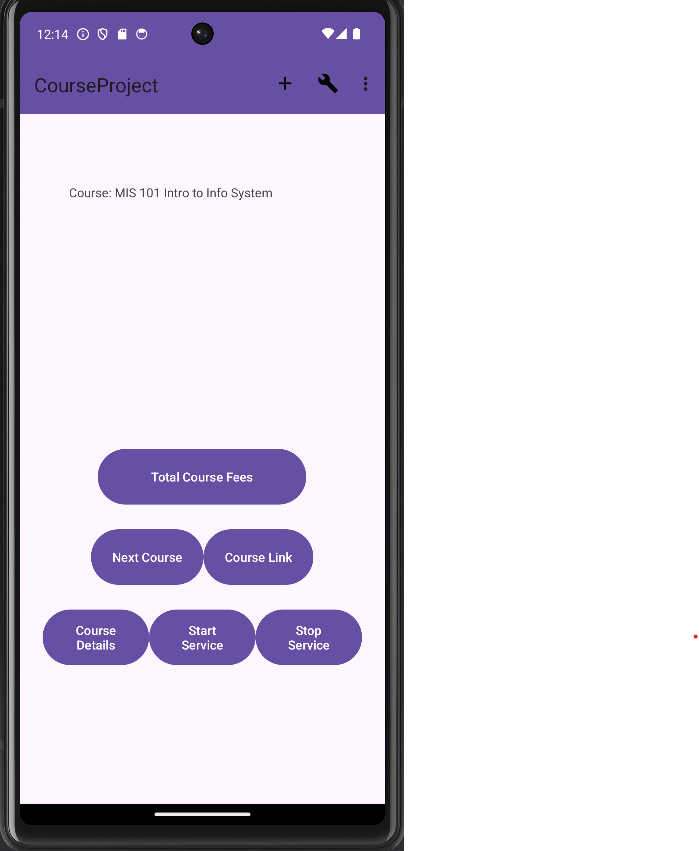 12:14
CourseProject
Course: MIS 101 Intro to Info System
Total Course Fees
Next Course
Course Link
Course
Details
Start
Service
Stop
Service